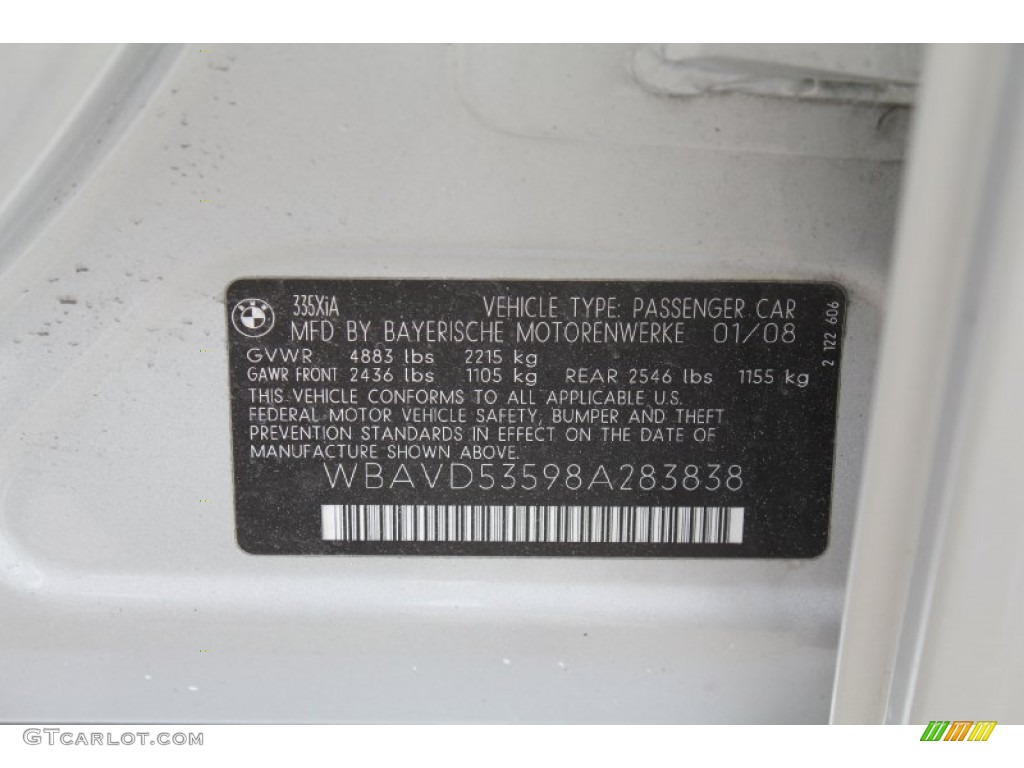 335XiA VEHICLE TYPE: PASSENGER CAR
MFD BY BAYERISCHE MOTORENWERKE 01/08
GVWR 4883 lbs 2215 kg
GAWR FRONT 2436 lbs 1105 kg REAR 2546 lbs 1155 kg
THIS VEHICLE CONFORMS TO ALL APPLICABLE U.S.
FEDERAL MOTOR VEHICLE SAFETY, BUMPER AND THEFT
PREVENTION STANDARDS IN EFFECT ON THE DATE OF
MANUFACTURE SHOWN ABOVE.
WBAVD53598A283838
2 122 606
GTCARLOT.COM